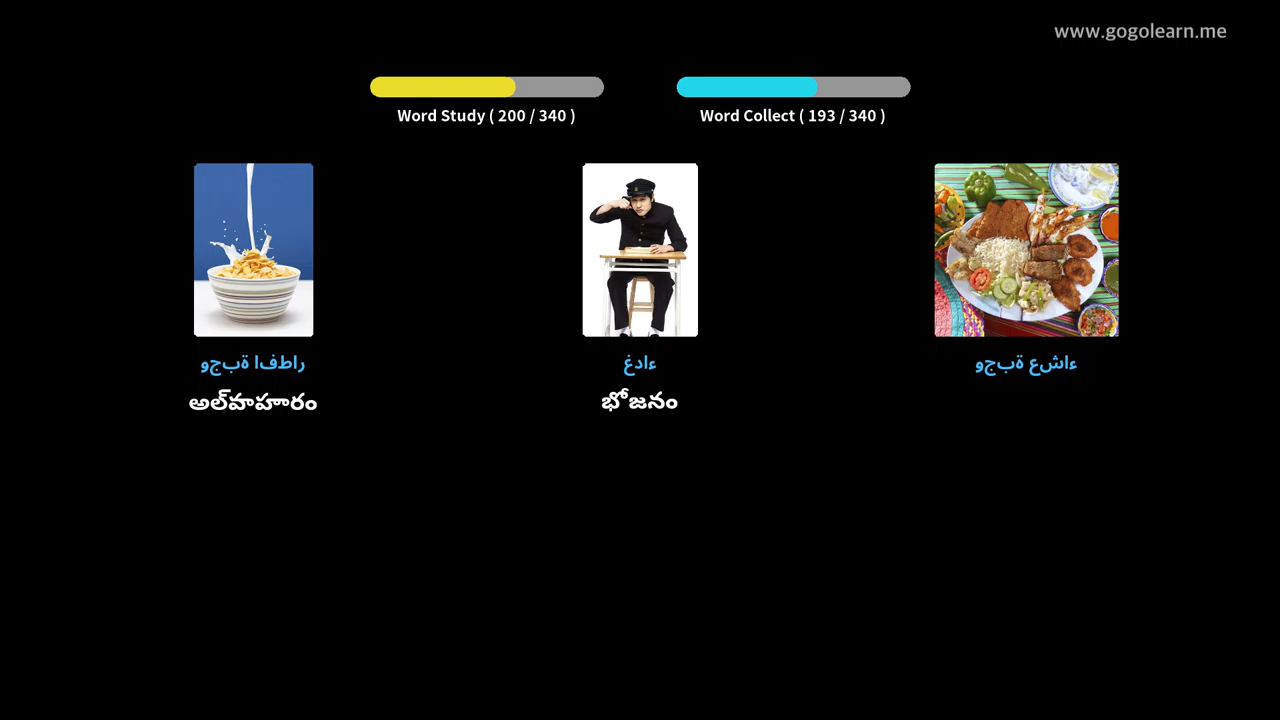 www.gogolearn.me
Word Study ( 200 / 340 )
Word Collect ( 193 / 340 )
وجبة افطار
غداء
وجبة عشاء
అల్పాహారం
భోజనం